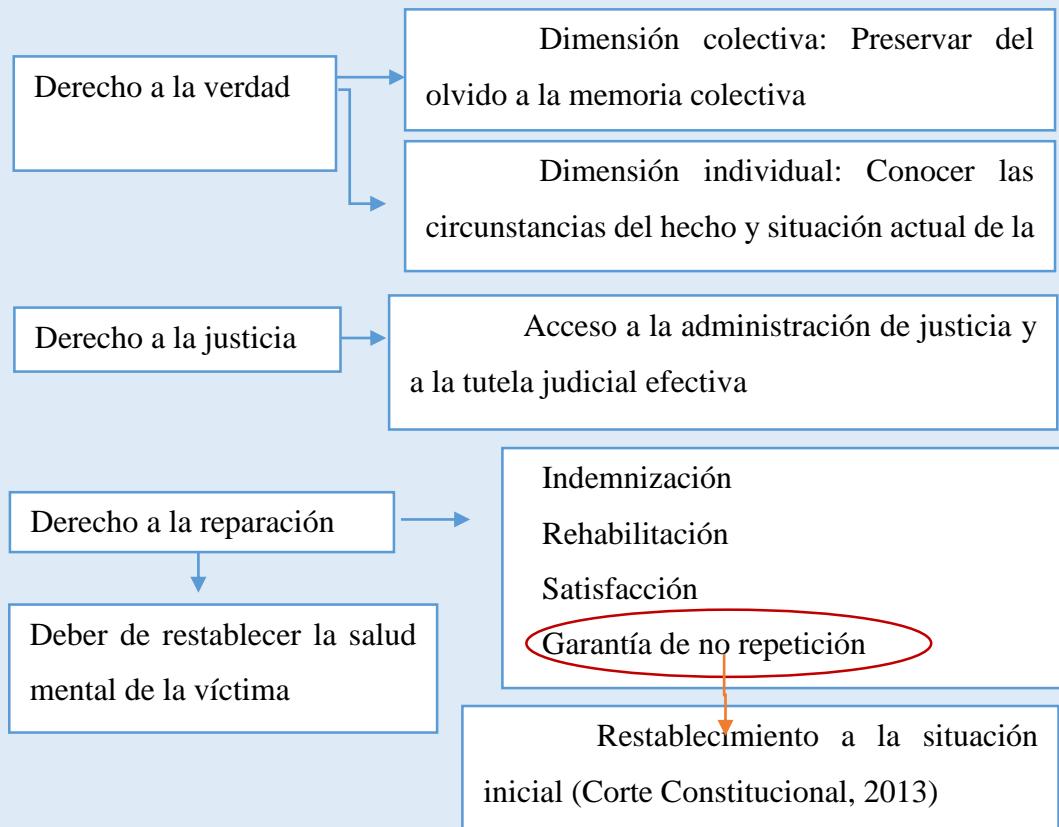 Derecho a la verdad
Dimensión colectiva: Preservar del
olvido a la memoria colectiva
Dimensión individual: Conocer las
circunstancias del hecho y situación actual de la
Derecho a la justicia
Acceso a la administración de justicia y
a la tutela judicial efectiva
Derecho a la reparación
Indemnización
Rehabilitación
Satisfacción
Garantía de no repetición
Deber de restablecer la salud
mental de la víctima
Restablecimiento a la situación
inicial (Corte Constitucional, 2013)